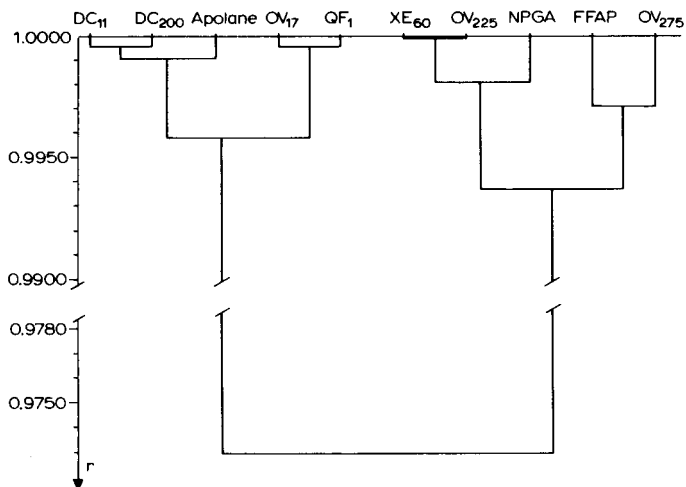 DC₁₁ DC₂₀₀ Apolane OV₁₇ QF₁ XE₆₀ OV₂₂₅ NPGA FFAP OV₂₇₅
1.0000
0.9950
0.9900
0.9780
0.9750
r